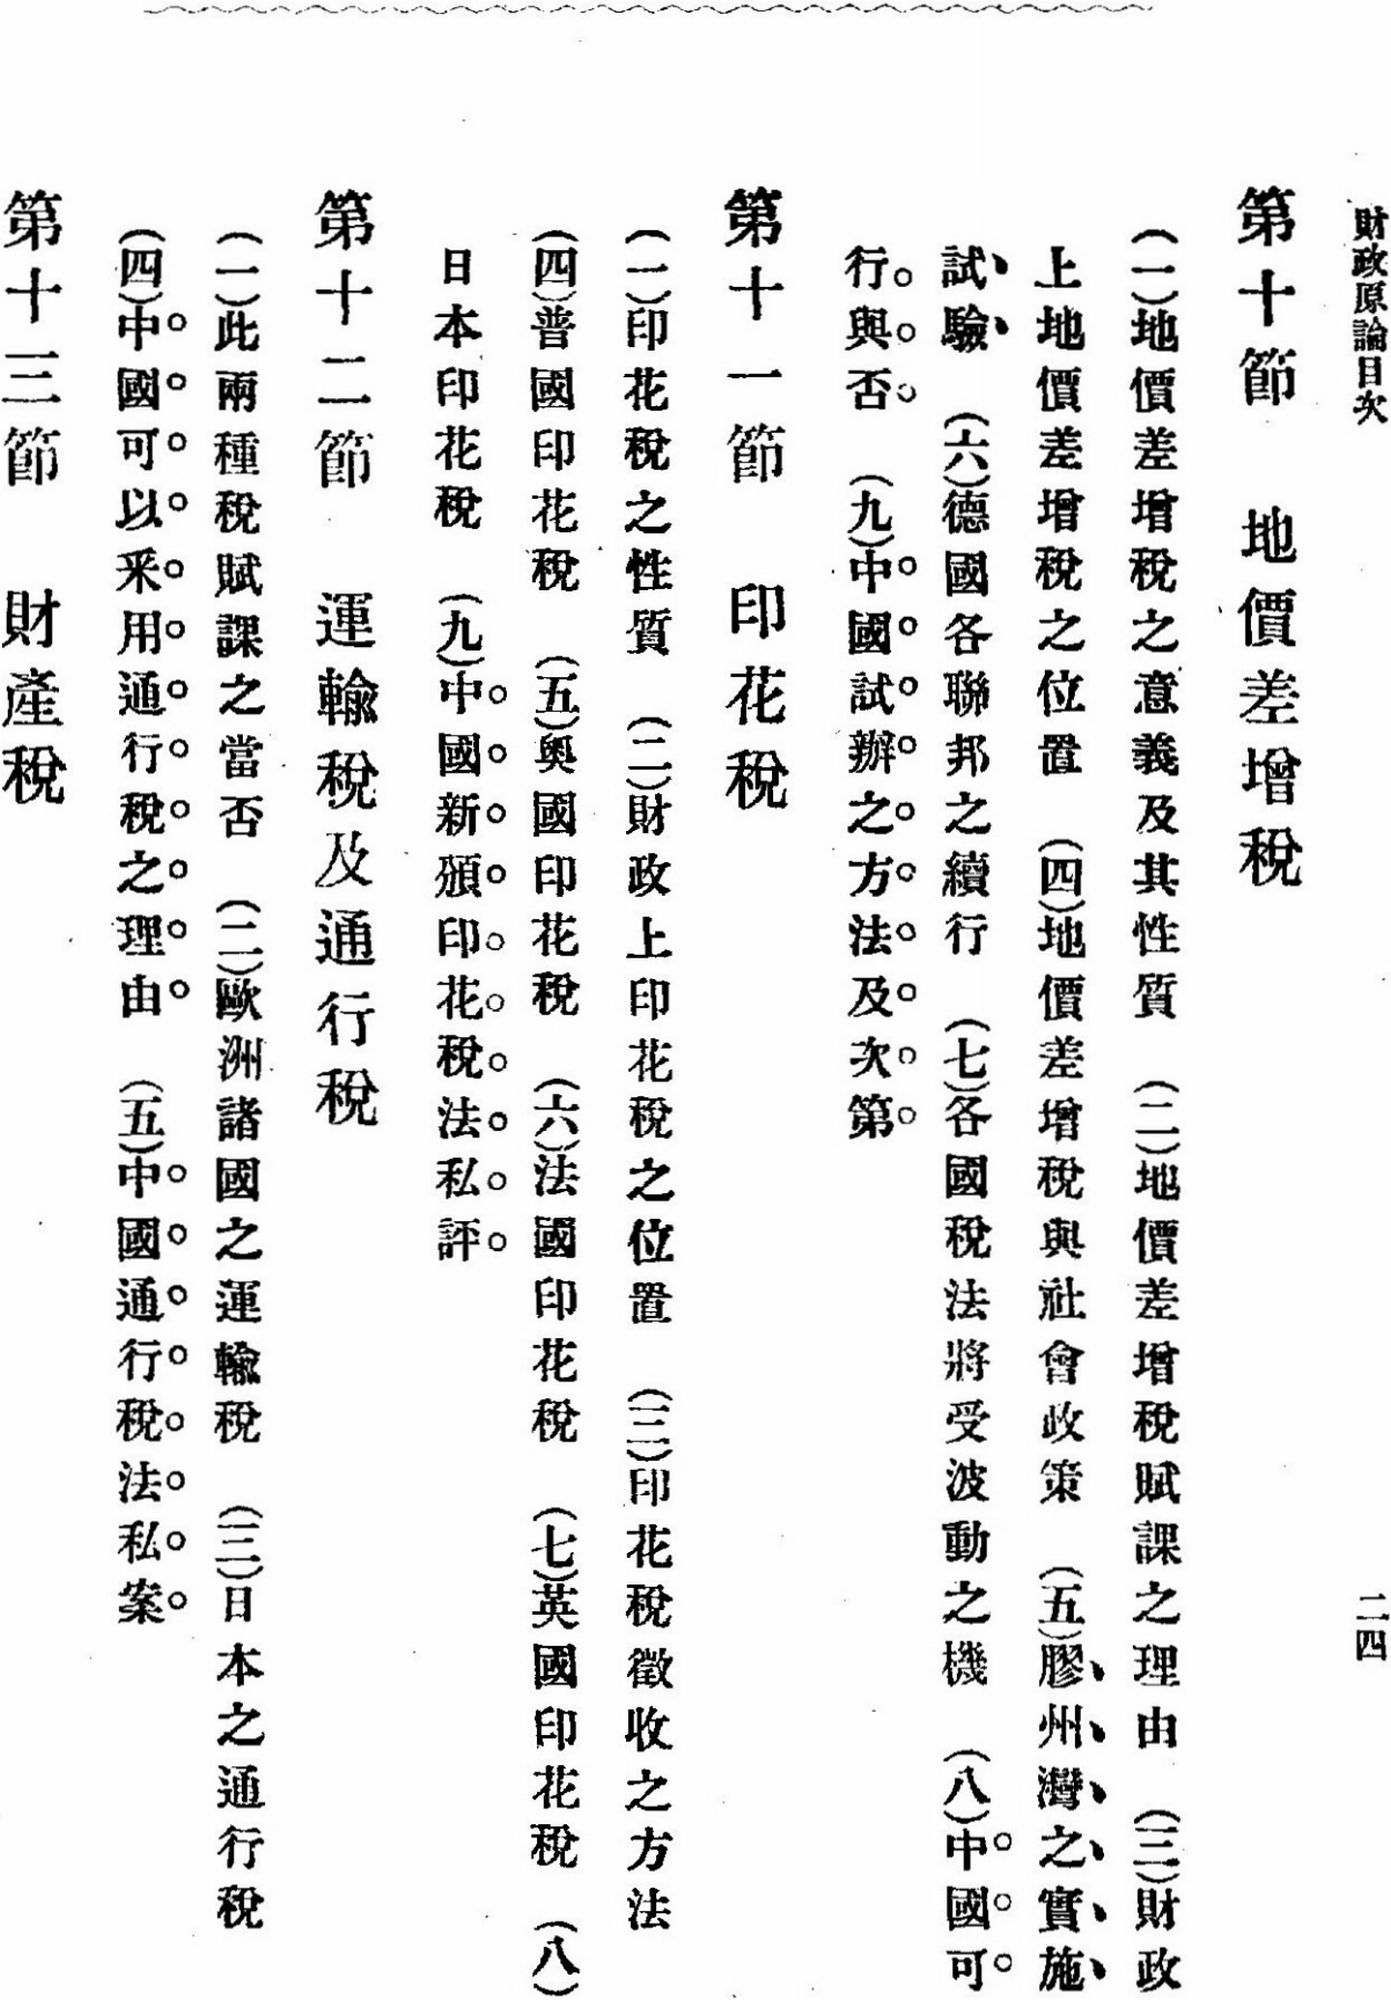 財政原論目次
二四
第十節　地價差增稅
(一)地價差增稅之意義及其性質　(二)地價差增稅賦課之理由　(三)財政
上地價差增稅之位置　(四)地價差增稅與社會政策　(五)膠州灣之實施
試驗　(六)德國各聯邦之續行　(七)各國稅法將受波動之機　(八)中國可
行與否　(九)中國試辦之方法及次第
第十一節　印花稅
(一)印花稅之性質　(二)財政上印花稅之位置　(三)印花稅徵收之方法
(四)普國印花稅　(五)奧國印花稅　(六)法國印花稅　(七)英國印花稅　(八)
日本印花稅　(九)中國新頒印花稅法私評
第十二節　運輸稅及通行稅
(一)此兩種稅賦課之當否　(二)歐洲諸國之運輸稅　(三)日本之通行稅
(四)中國可以釆用通行稅之理由　(五)中國通行稅法私案
第十三節　財產稅